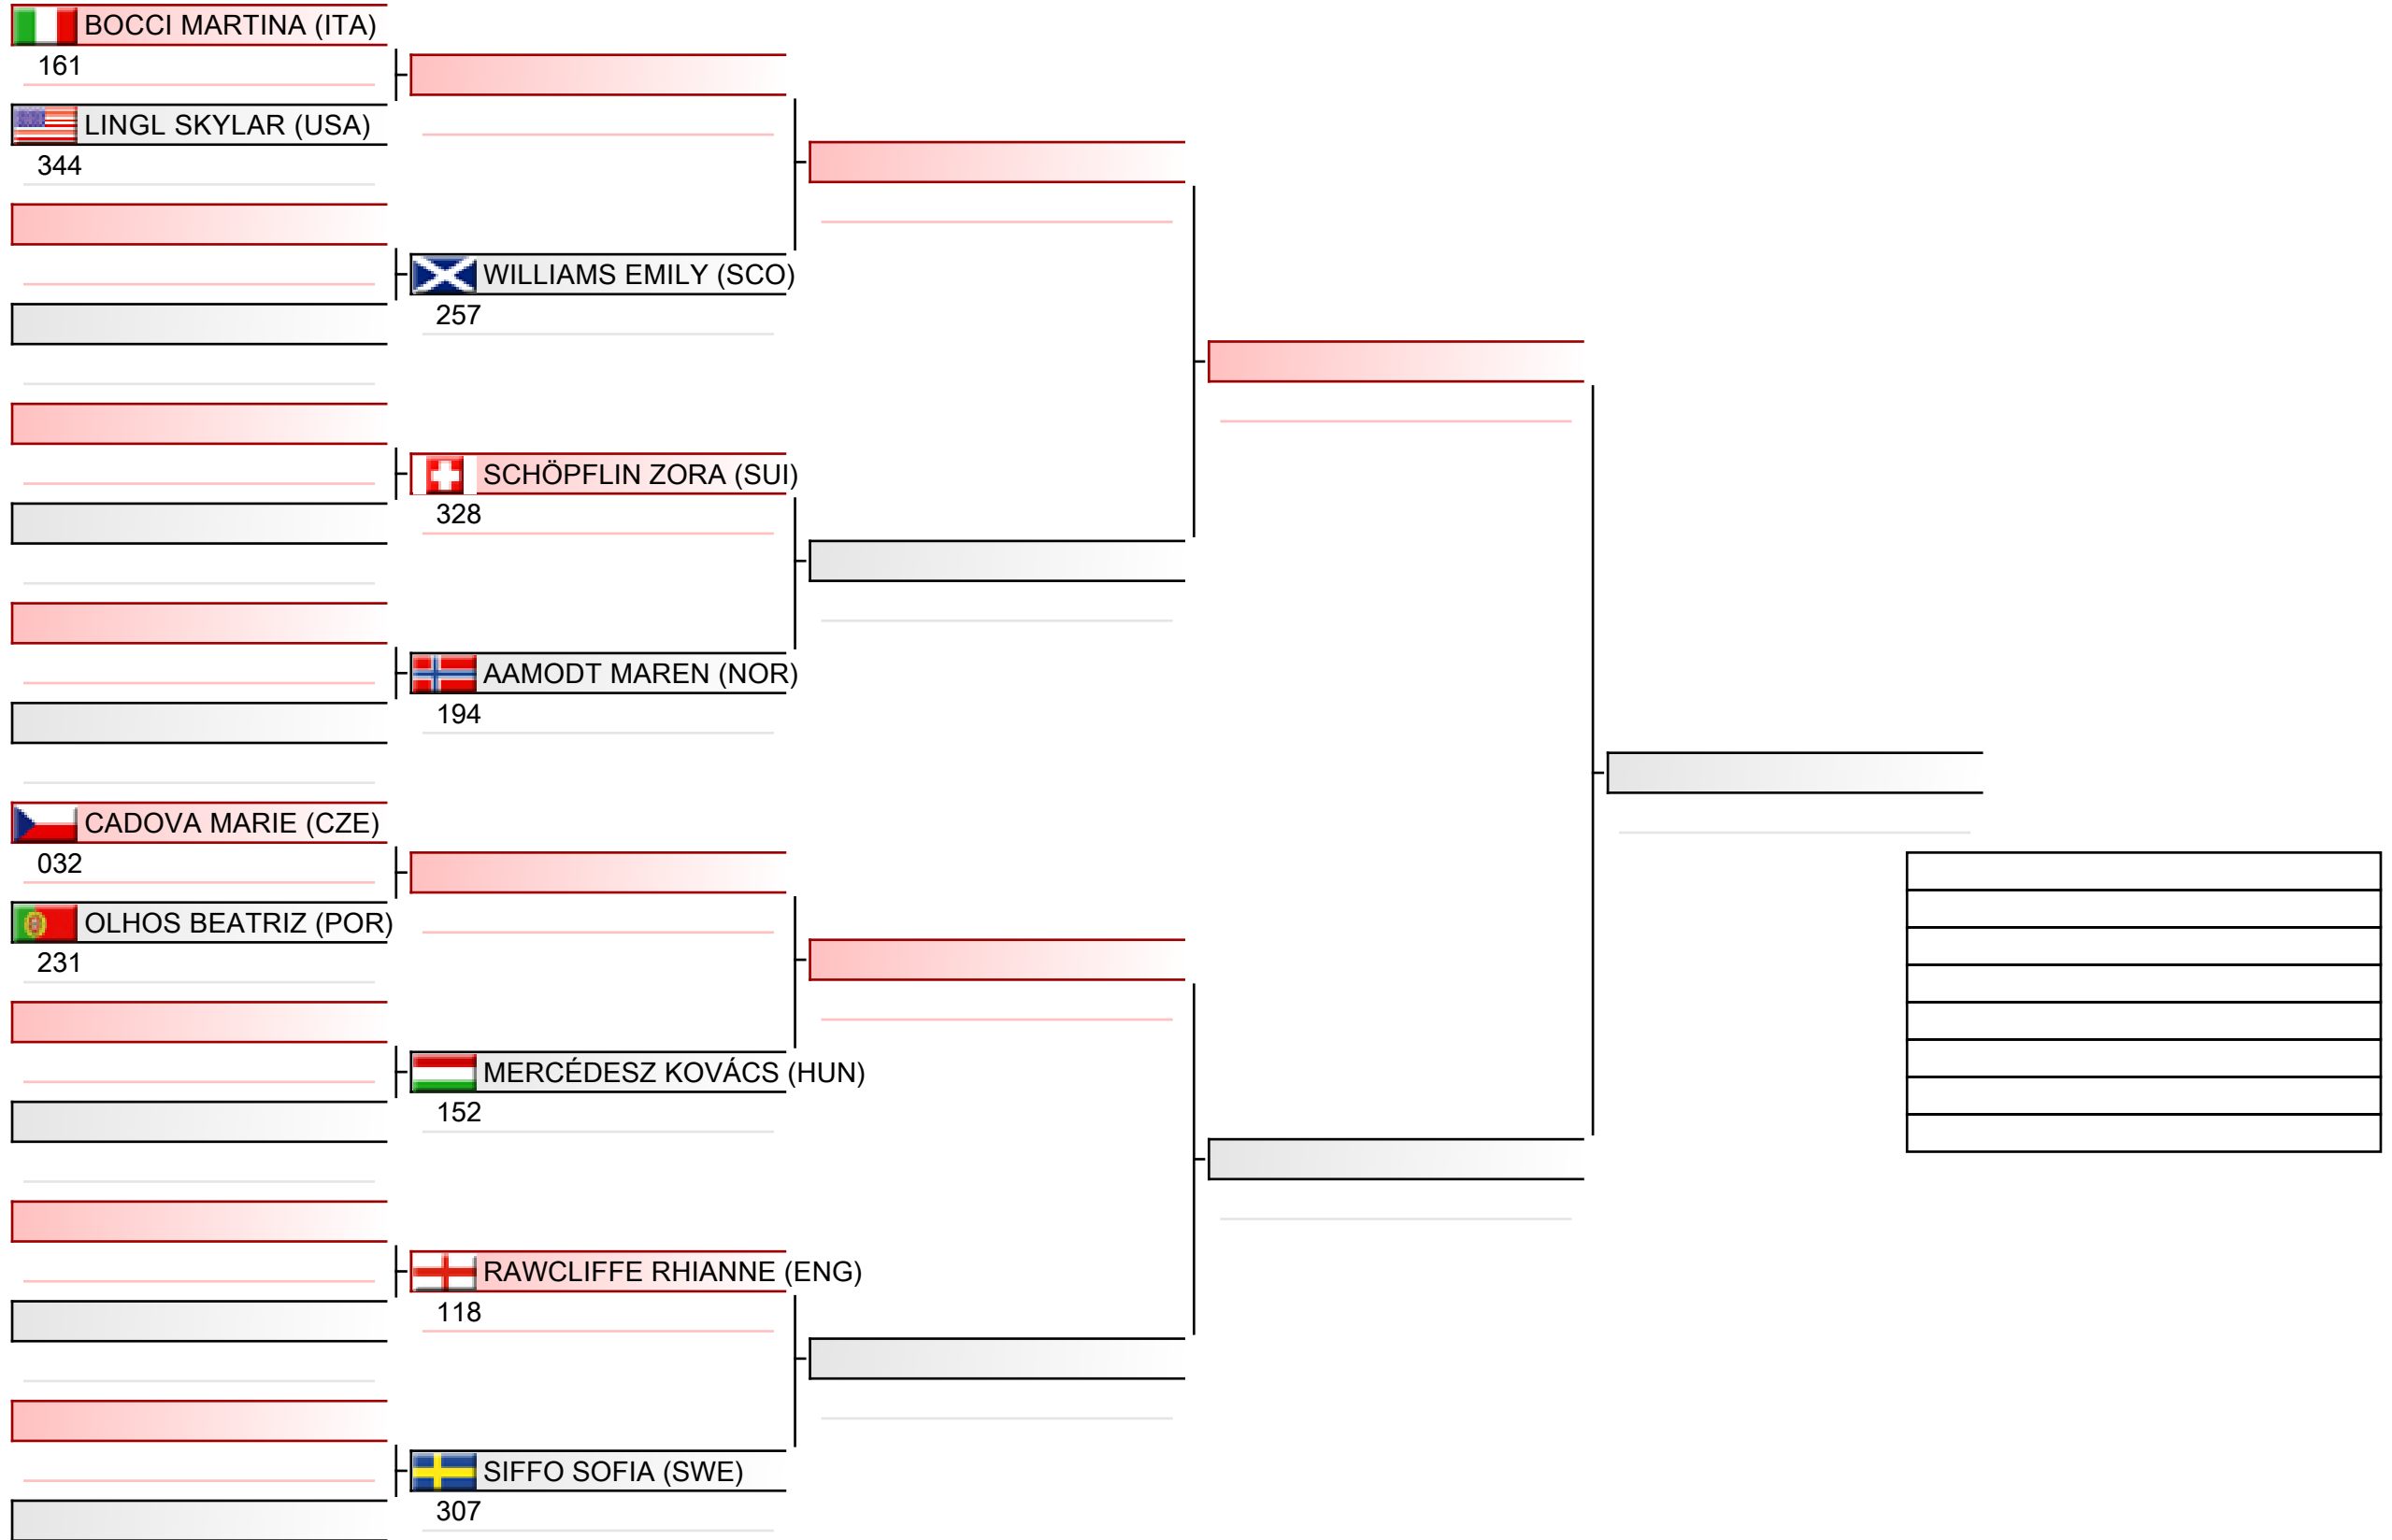 BOCCI MARTINA (ITA)
161
LINGL SKYLAR (USA)
344
WILLIAMS EMILY (SCO)
257
SCHÖPFLIN ZORA (SUI)
328
AAMODT MAREN (NOR)
194
CADOVA MARIE (CZE)
032
OLHOS BEATRIZ (POR)
231
MERCÉDESZ KOVÁCS (HUN)
152
RAWCLIFFE RHIANNE (ENG)
118
SIFFO SOFIA (SWE)
307